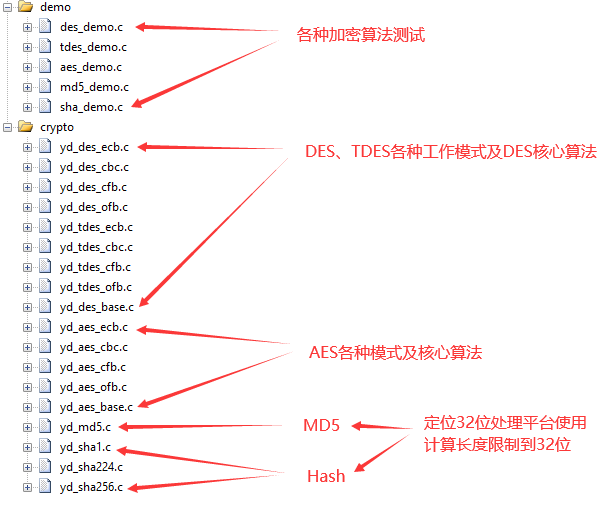 demo
des_demo.c
各种加密算法测试
tdes_demo.c
aes_demo.c
md5_demo.c
sha_demo.c
crypto
yd_des_ecb.c
DES、TDES各种工作模式及DES核心算法
yd_des_cbc.c
yd_des_cfb.c
yd_des_ofb.c
yd_tdes_ecb.c
yd_tdes_cbc.c
yd_tdes_cfb.c
yd_tdes_ofb.c
yd_des_base.c
yd_aes_ecb.c
yd_aes_cbc.c
AES各种模式及核心算法
yd_aes_cfb.c
yd_aes_ofb.c
yd_aes_base.c
yd_md5.c
MD5
定位32位处理平台使用
计算长度限制到32位
yd_sha1.c
yd_sha224.c
Hash
yd_sha256.c